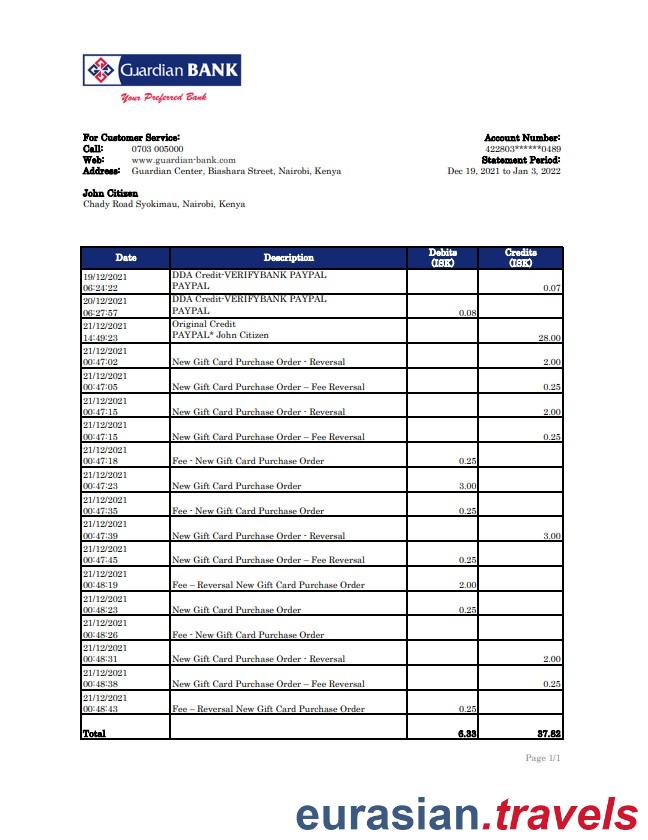 Guardian BANK
Your Preferred Bank
For Customer Service:
Call: 0703 005000
Web: www.guardian-bank.com
Address: Guardian Center, Biashara Street, Nairobi, Kenya
Account Number:
422803******0489
Statement Period:
Dec 19, 2021 to Jan 3, 2022
John Citizen
Chady Road Syokimau, Nairobi, Kenya
Date Description Debits (ISK) Credits (ISK)
19/12/2021 DDA Credit-VERIFYBANK PAYPAL
06:24:22 PAYPAL 0.07
20/12/2021 DDA Credit-VERIFYBANK PAYPAL
06:27:57 PAYPAL 0.08
21/12/2021 Original Credit
14:49:23 PAYPAL* John Citizen 28.00
21/12/2021
00:47:02 New Gift Card Purchase Order - Reversal 2.00
21/12/2021
00:47:05 New Gift Card Purchase Order – Fee Reversal 0.25
21/12/2021
00:47:15 New Gift Card Purchase Order - Reversal 2.00
21/12/2021
00:47:15 New Gift Card Purchase Order – Fee Reversal 0.25
21/12/2021
00:47:18 Fee - New Gift Card Purchase Order 0.25
21/12/2021
00:47:23 New Gift Card Purchase Order 3.00
21/12/2021
00:47:35 Fee - New Gift Card Purchase Order 0.25
21/12/2021
00:47:39 New Gift Card Purchase Order - Reversal 3.00
21/12/2021
00:47:45 New Gift Card Purchase Order – Fee Reversal 0.25
21/12/2021
00:48:19 Fee – Reversal New Gift Card Purchase Order 2.00
21/12/2021
00:48:23 New Gift Card Purchase Order 0.25
21/12/2021
00:48:26 Fee - New Gift Card Purchase Order
21/12/2021
00:48:31 New Gift Card Purchase Order - Reversal 2.00
21/12/2021
00:48:38 New Gift Card Purchase Order – Fee Reversal 0.25
21/12/2021
00:48:43 Fee – Reversal New Gift Card Purchase Order 0.25
Total 6.33 37.82
Page 1/1
eurasian.travels